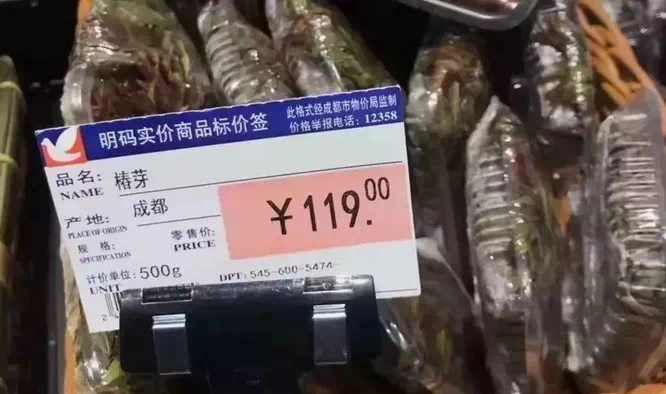 明码实价商品标价签
此格式经成都市物价局监制
价格举报电话：12358
品名：椿芽
NAME
产地：成都
PLACE OF ORIGIN
规格：
SPECIFICATION
零售价：
PRICE
￥119.00
计价单位：500g
UNIT
DPT: 545-600-5474-